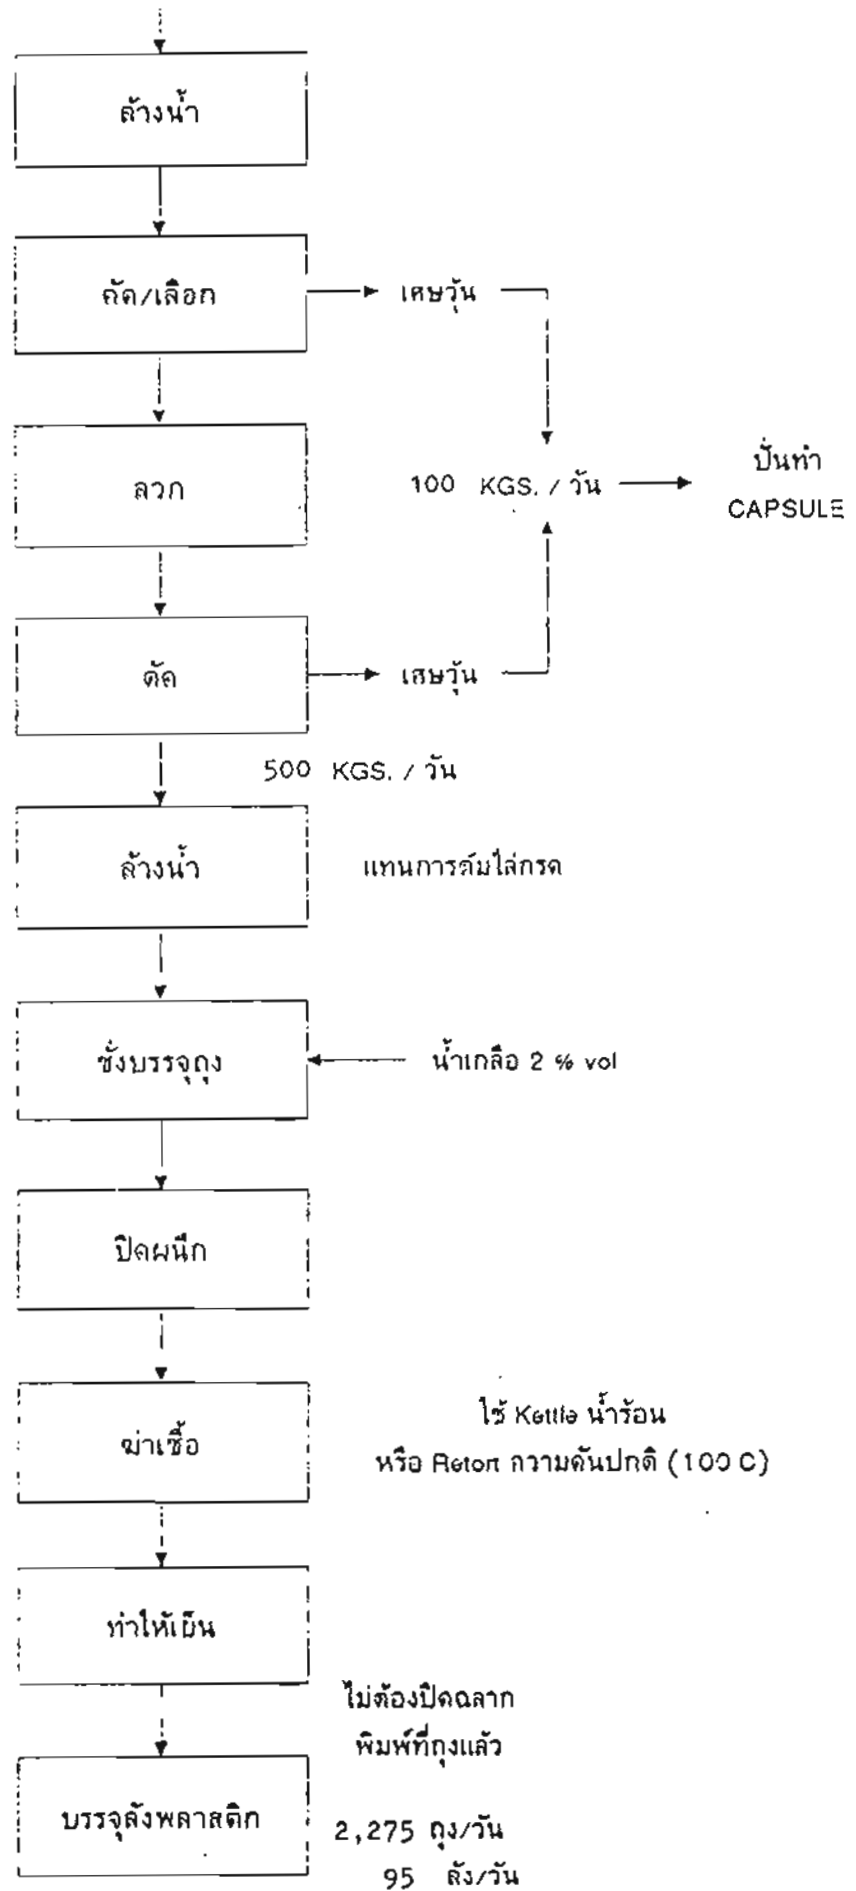 ล้างน้ำ
คัด/เลือก
เศษวุ้น
ลวก
100 KGS. / วัน
ปั่นทำ
CAPSULE
ตัด
เศษวุ้น
500 KGS. / วัน
ล้างน้ำ
แทนการต้มไล่กรด
ชั่งบรรจุถุง
น้ำเกลือ 2 % vol
ปิดผนึก
ฆ่าเชื้อ
ใช้ Kettle น้ำร้อน
หรือ Retort ความดันปกติ (100 C)
ทำให้เย็น
ไม่ต้องปิดฉลาก
พิมพ์ที่ถุงแล้ว
บรรจุลังพลาสติก
2,275 ถุง/วัน
95 ลัง/วัน